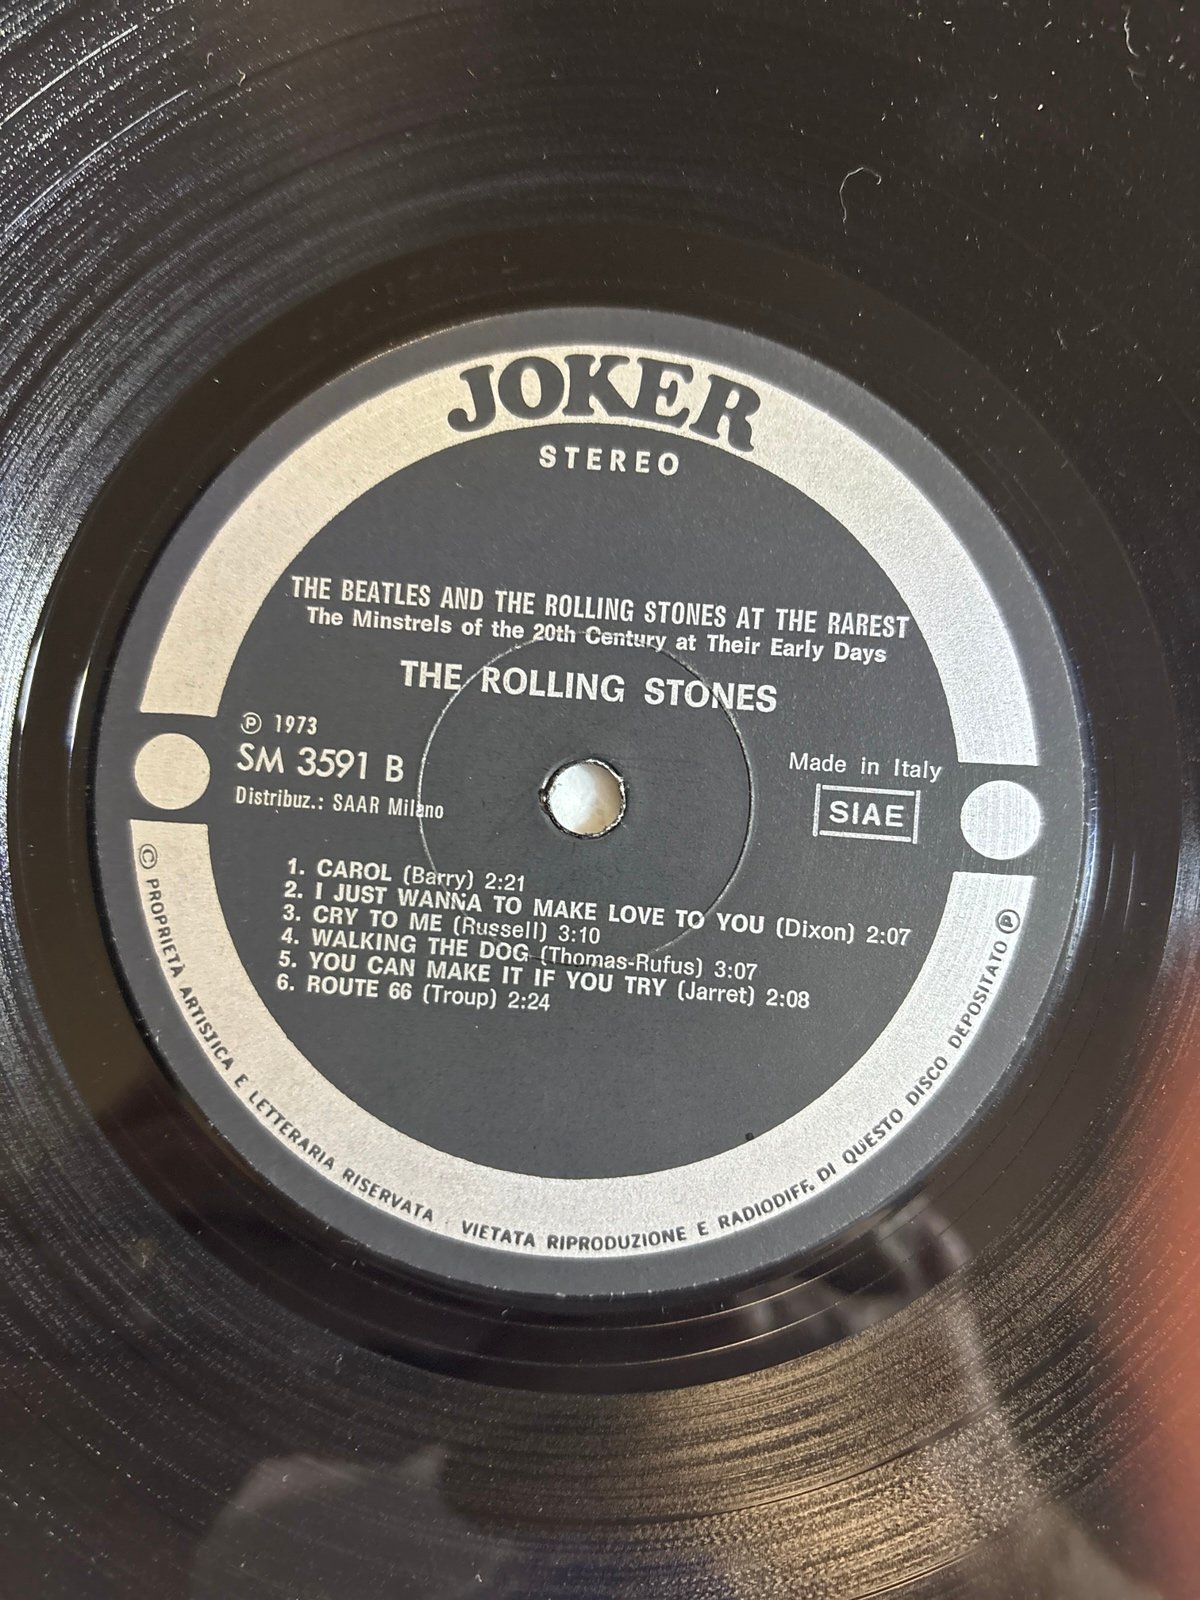 JOKER
STEREO
THE BEATLES AND THE ROLLING STONES AT THE RAREST
The Minstrels of the 20th Century at Their Early Days
THE ROLLING STONES
℗ 1973
SM 3591 B
Distribuz.: SAAR Milano
Made in Italy
SIAE
1. CAROL (Barry) 2:21
2. I JUST WANNA TO MAKE LOVE TO YOU (Dixon) 2:07
3. CRY TO ME (Russell) 3:10
4. WALKING THE DOG (Thomas-Rufus) 3:07
5. YOU CAN MAKE IT IF YOU TRY (Jarret) 2:08
6. ROUTE 66 (Troup) 2:24
© PROPRIETÀ ARTISTICA E LETTERARIA RISERVATA VIETATA RIPRODUZIONE E RADIODIFF. DI QUESTO DISCO DEPOSITATO ℗